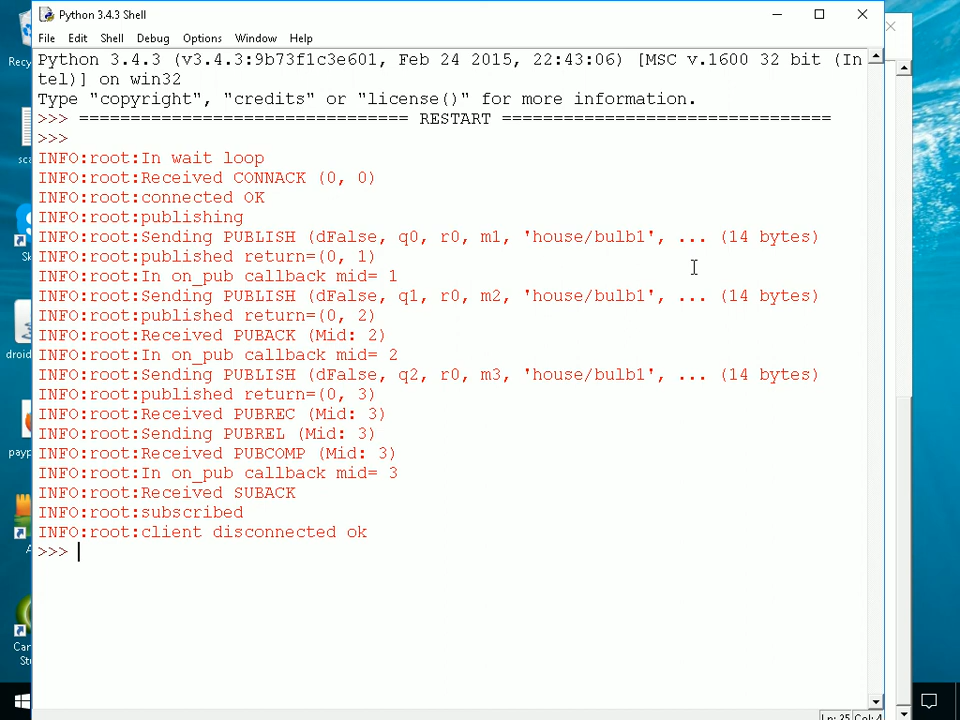 Python 3.4.3 Shell
File Edit Shell Debug Options Window Help
Python 3.4.3 (v3.4.3:9b73f1c3e601, Feb 24 2015, 22:43:06) [MSC v.1600 32 bit (In
tel)] on win32
Type "copyright", "credits" or "license()" for more information.
>>> ================================ RESTART ================================
>>>
INFO:root:In wait loop
INFO:root:Received CONNACK (0, 0)
INFO:root:connected OK
INFO:root:publishing
INFO:root:Sending PUBLISH (dFalse, q0, r0, m1, 'house/bulb1', ... (14 bytes)
INFO:root:published return=(0, 1)
INFO:root:In on_pub callback mid= 1
INFO:root:Sending PUBLISH (dFalse, q1, r0, m2, 'house/bulb1', ... (14 bytes)
INFO:root:published return=(0, 2)
INFO:root:Received PUBACK (Mid: 2)
INFO:root:In on_pub callback mid= 2
INFO:root:Sending PUBLISH (dFalse, q2, r0, m3, 'house/bulb1', ... (14 bytes)
INFO:root:published return=(0, 3)
INFO:root:Received PUBREC (Mid: 3)
INFO:root:Sending PUBREL (Mid: 3)
INFO:root:Received PUBCOMP (Mid: 3)
INFO:root:In on_pub callback mid= 3
INFO:root:Received SUBACK
INFO:root:subscribed
INFO:root:client disconnected ok
>>>
Ln: 35 Col: 4